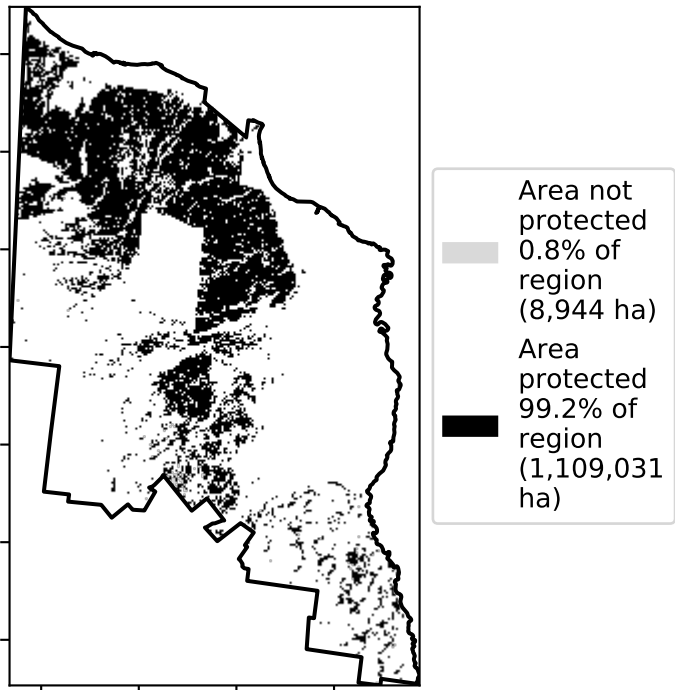 Area not
protected
0.8% of
region
(8,944 ha)
Area
protected
99.2% of
region
(1,109,031
ha)